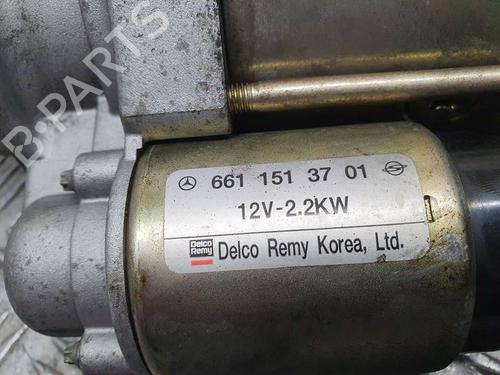 B-PARTS
661 151 37 01
12V-2.2KW
Delco Remy
Delco Remy Korea, Ltd.